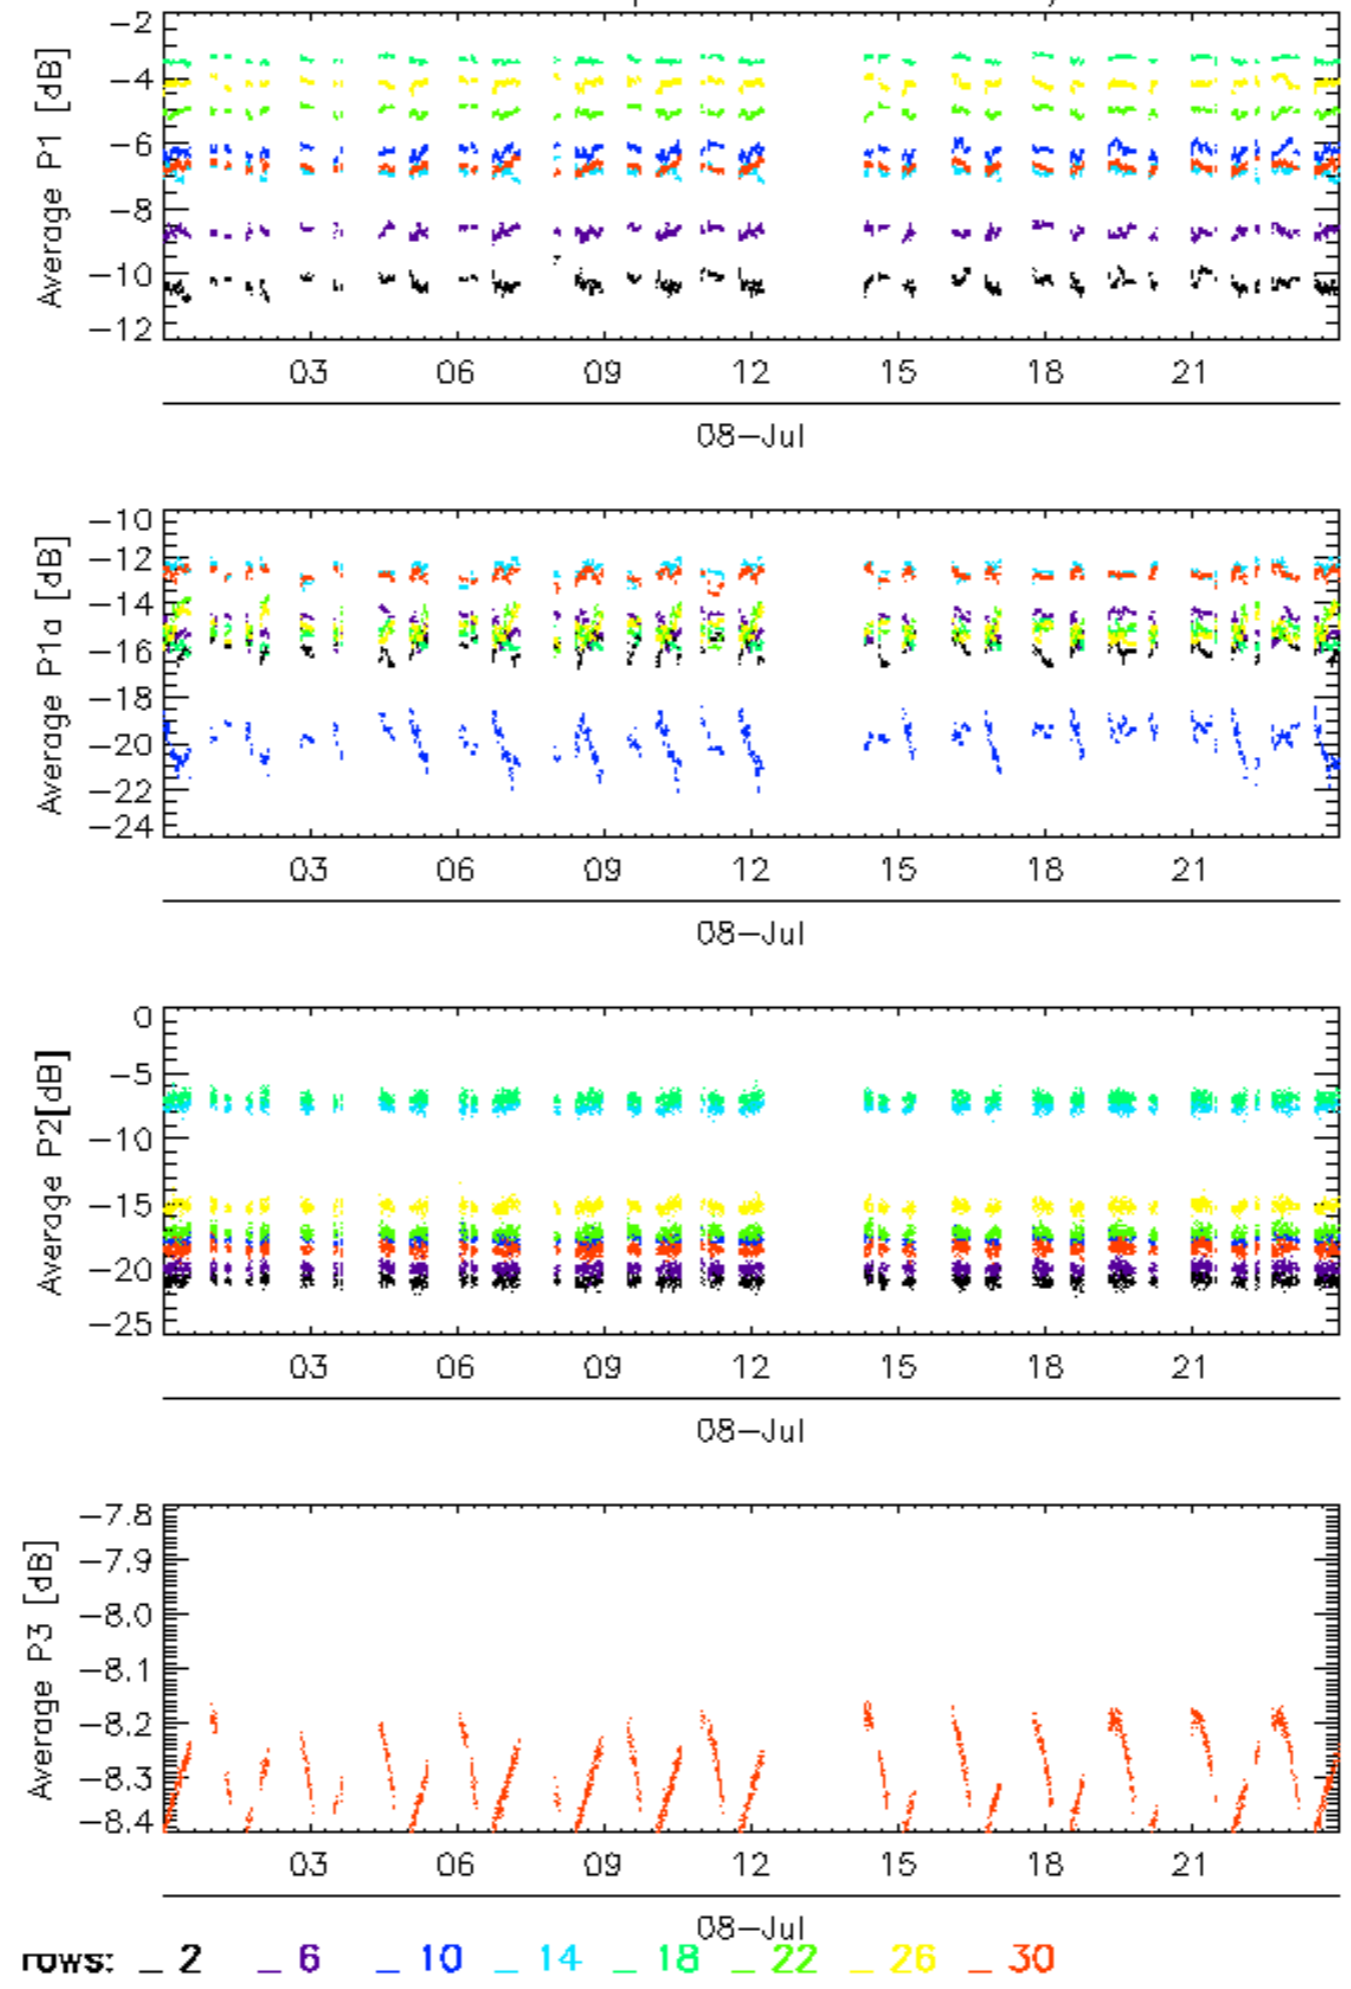 Average P1 [dB]
−2
−4
−6
−8
−10
−12
03 06 09 12 15 18 21
08−Jul
Average P1a [dB]
−10
−12
−14
−16
−18
−20
−22
−24
03 06 09 12 15 18 21
08−Jul
Average P2[dB]
0
−5
−10
−15
−20
−25
03 06 09 12 15 18 21
08−Jul
Average P3 [dB]
−7.8
−7.9
−8.0
−8.1
−8.2
−8.3
−8.4
03 06 09 12 15 18 21
08−Jul
rows: _ 2 _ 6 _ 10 _ 14 _ 18 _ 22 _ 26 _ 30